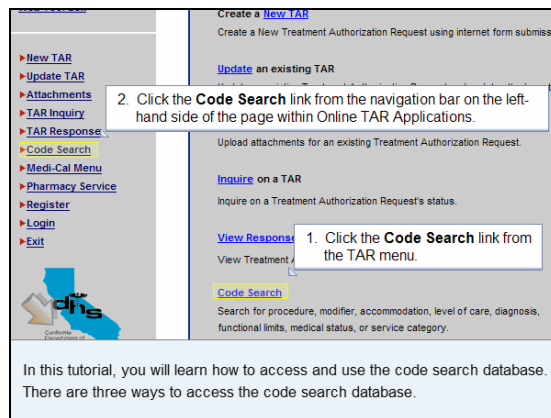 Create a New TAR
Create a New Treatment Authorization Request using internet form submiss
New TAR
Update TAR
Attachments
TAR Inquiry
TAR Response
Code Search
Medi-Cal Menu
Pharmacy Service
Register
Login
Exit
dhs
California
Department of
Update an existing TAR
2. Click the Code Search link from the navigation bar on the left-
hand side of the page within Online TAR Applications.
Upload attachments for an existing Treatment Authorization Request.
Inquire on a TAR
Inquire on a Treatment Authorization Request's status.
View Response
View Treatment
1. Click the Code Search link from
the TAR menu.
Code Search
Search for procedure, modifier, accommodation, level of care, diagnosis,
functional limits, medical status, or service category.
In this tutorial, you will learn how to access and use the code search database.
There are three ways to access the code search database.